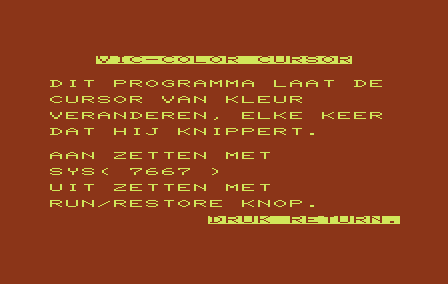 VIC-COLOR CURSOR
DIT PROGRAMMA LAAT DE
CURSOR VAN KLEUR
VERANDEREN, ELKE KEER
DAT HIJ KNIPPERT.
AAN ZETTEN MET
SYS( 7667 )
UIT ZETTEN MET
RUN/RESTORE KNOP.
DRUK RETURN.